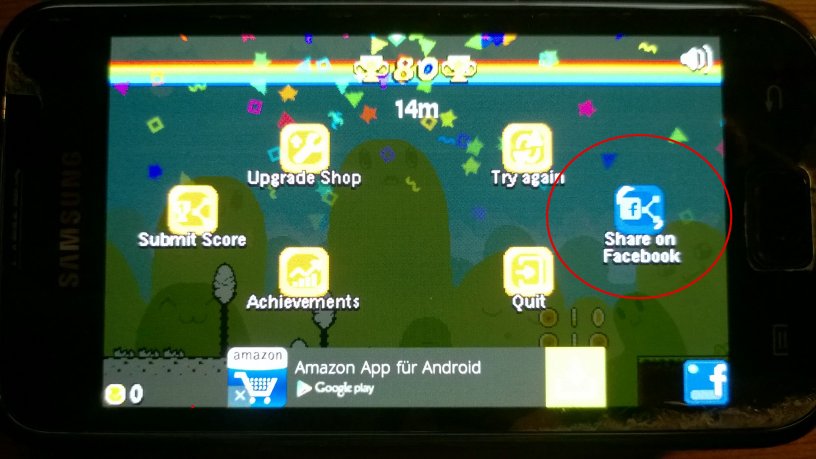 SAMSUNG
80
14m
Upgrade Shop
Try again
Submit Score
Share on
Facebook
Achievements
Quit
amazon
Amazon App für Android
Google play
0
f